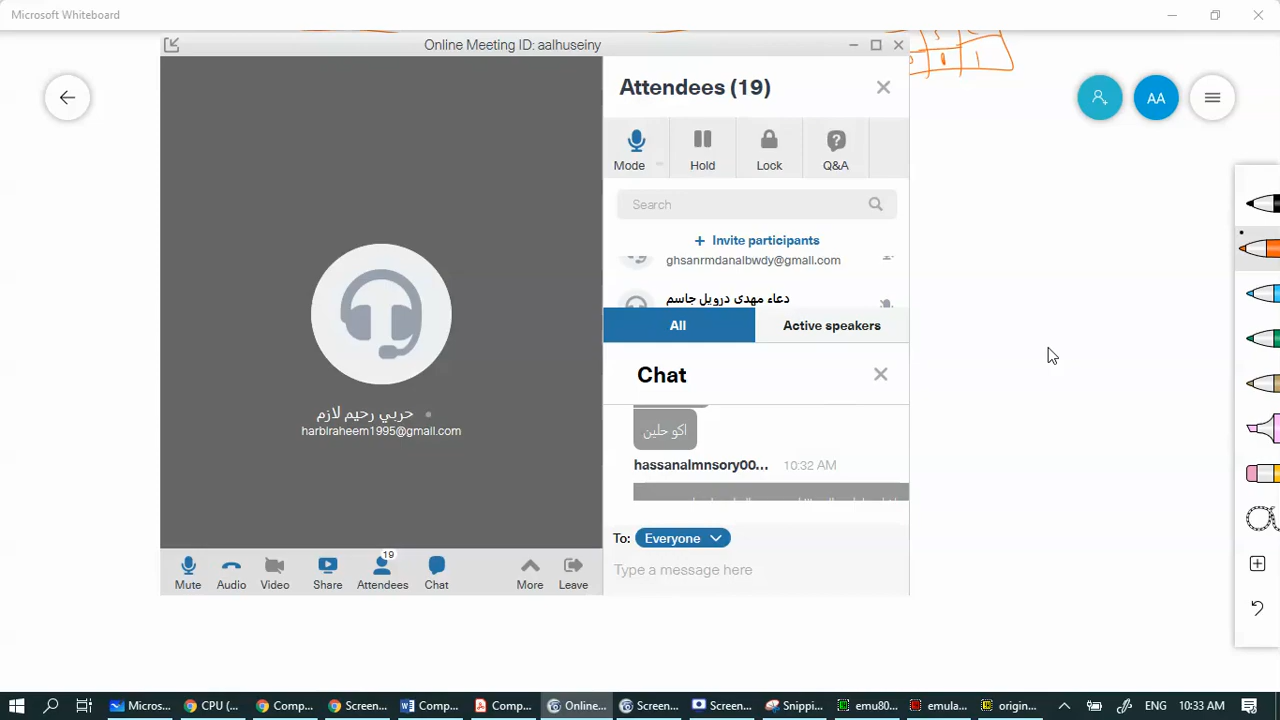 Microsoft Whiteboard
Online Meeting ID: aalhuseiny
Attendees (19)
Mode
Hold
Lock
Q&A
Search
+ Invite participants
ghsanrmdanalbwdy@gmail.com
دعاء مهدي درويل جاسم
All
Active speakers
Chat
اكو حلين
hassanalmnsory00... 10:32 AM
حربي رحيم لازم
harbiraheem1995@gmail.com
To: Everyone
Type a message here
19
Mute
Audio
Video
Share
Attendees
Chat
More
Leave
AA
Micros...
CPU (...
Comp...
Screen...
Comp...
Comp...
Online...
Screen...
Screen...
Snippi...
emu80...
emula...
origin...
ENG
10:33 AM